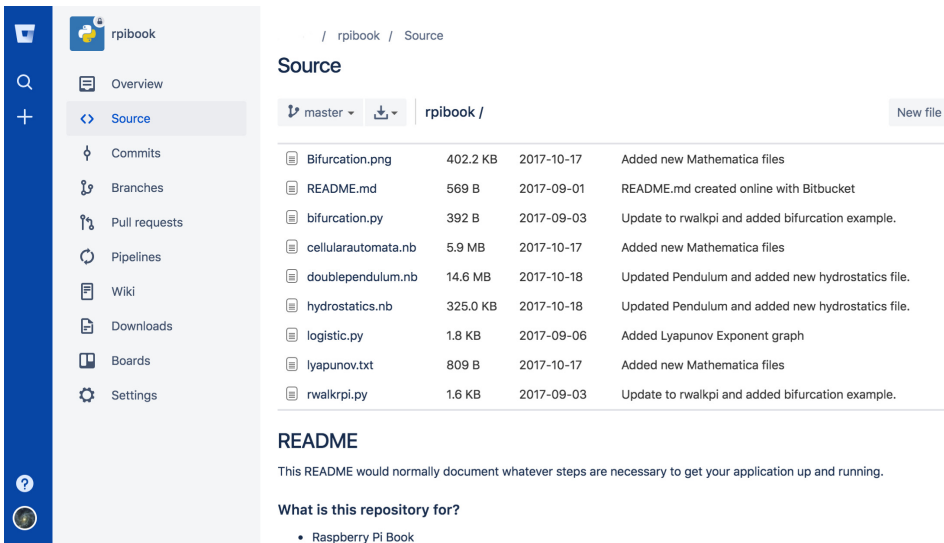 rpibook
Overview
Source
Commits
Branches
Pull requests
Pipelines
Wiki
Downloads
Boards
Settings
/ rpibook / Source
Source
master rpibook / New file
Bifurcation.png 402.2 KB 2017-10-17 Added new Mathematica files
README.md 569 B 2017-09-01 README.md created online with Bitbucket
bifurcation.py 392 B 2017-09-03 Update to rwalkpi and added bifurcation example.
cellularautomata.nb 5.9 MB 2017-10-17 Added new Mathematica files
doublependulum.nb 14.6 MB 2017-10-18 Updated Pendulum and added new hydrostatics file.
hydrostatics.nb 325.0 KB 2017-10-18 Updated Pendulum and added new hydrostatics file.
logistic.py 1.8 KB 2017-09-06 Added Lyapunov Exponent graph
lyapunov.txt 809 B 2017-10-17 Added new Mathematica files
rwalkrpi.py 1.6 KB 2017-09-03 Update to rwalkpi and added bifurcation example.
README
This README would normally document whatever steps are necessary to get your application up and running.
What is this repository for?
• Raspberry Pi Book